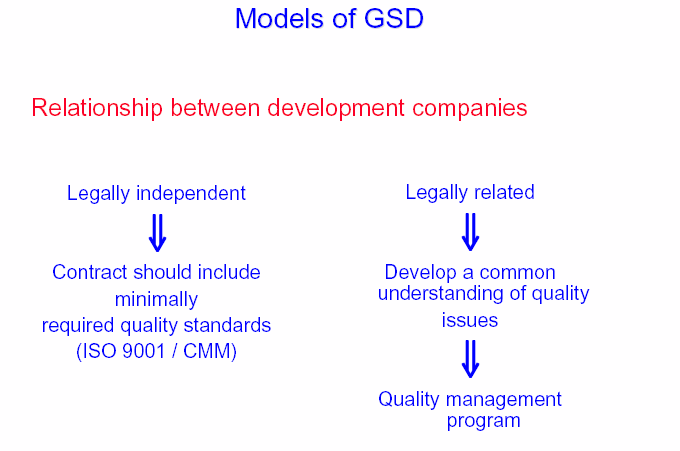 Models of GSD
Relationship between development companies
Legally independent
Contract should include
minimally
required quality standards
(ISO 9001 / CMM)
Legally related
Develop a common
understanding of quality
issues
Quality management
program